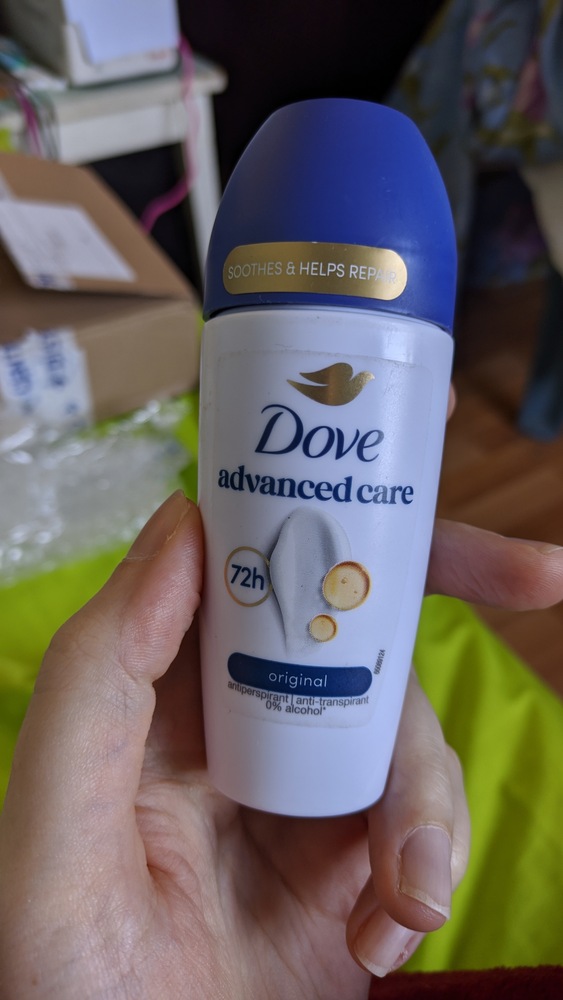 SOOTHES & HELPS REPAIR
Dove
advanced care
72h
original
antiperspirant | anti-transpirant
0% alcohol*